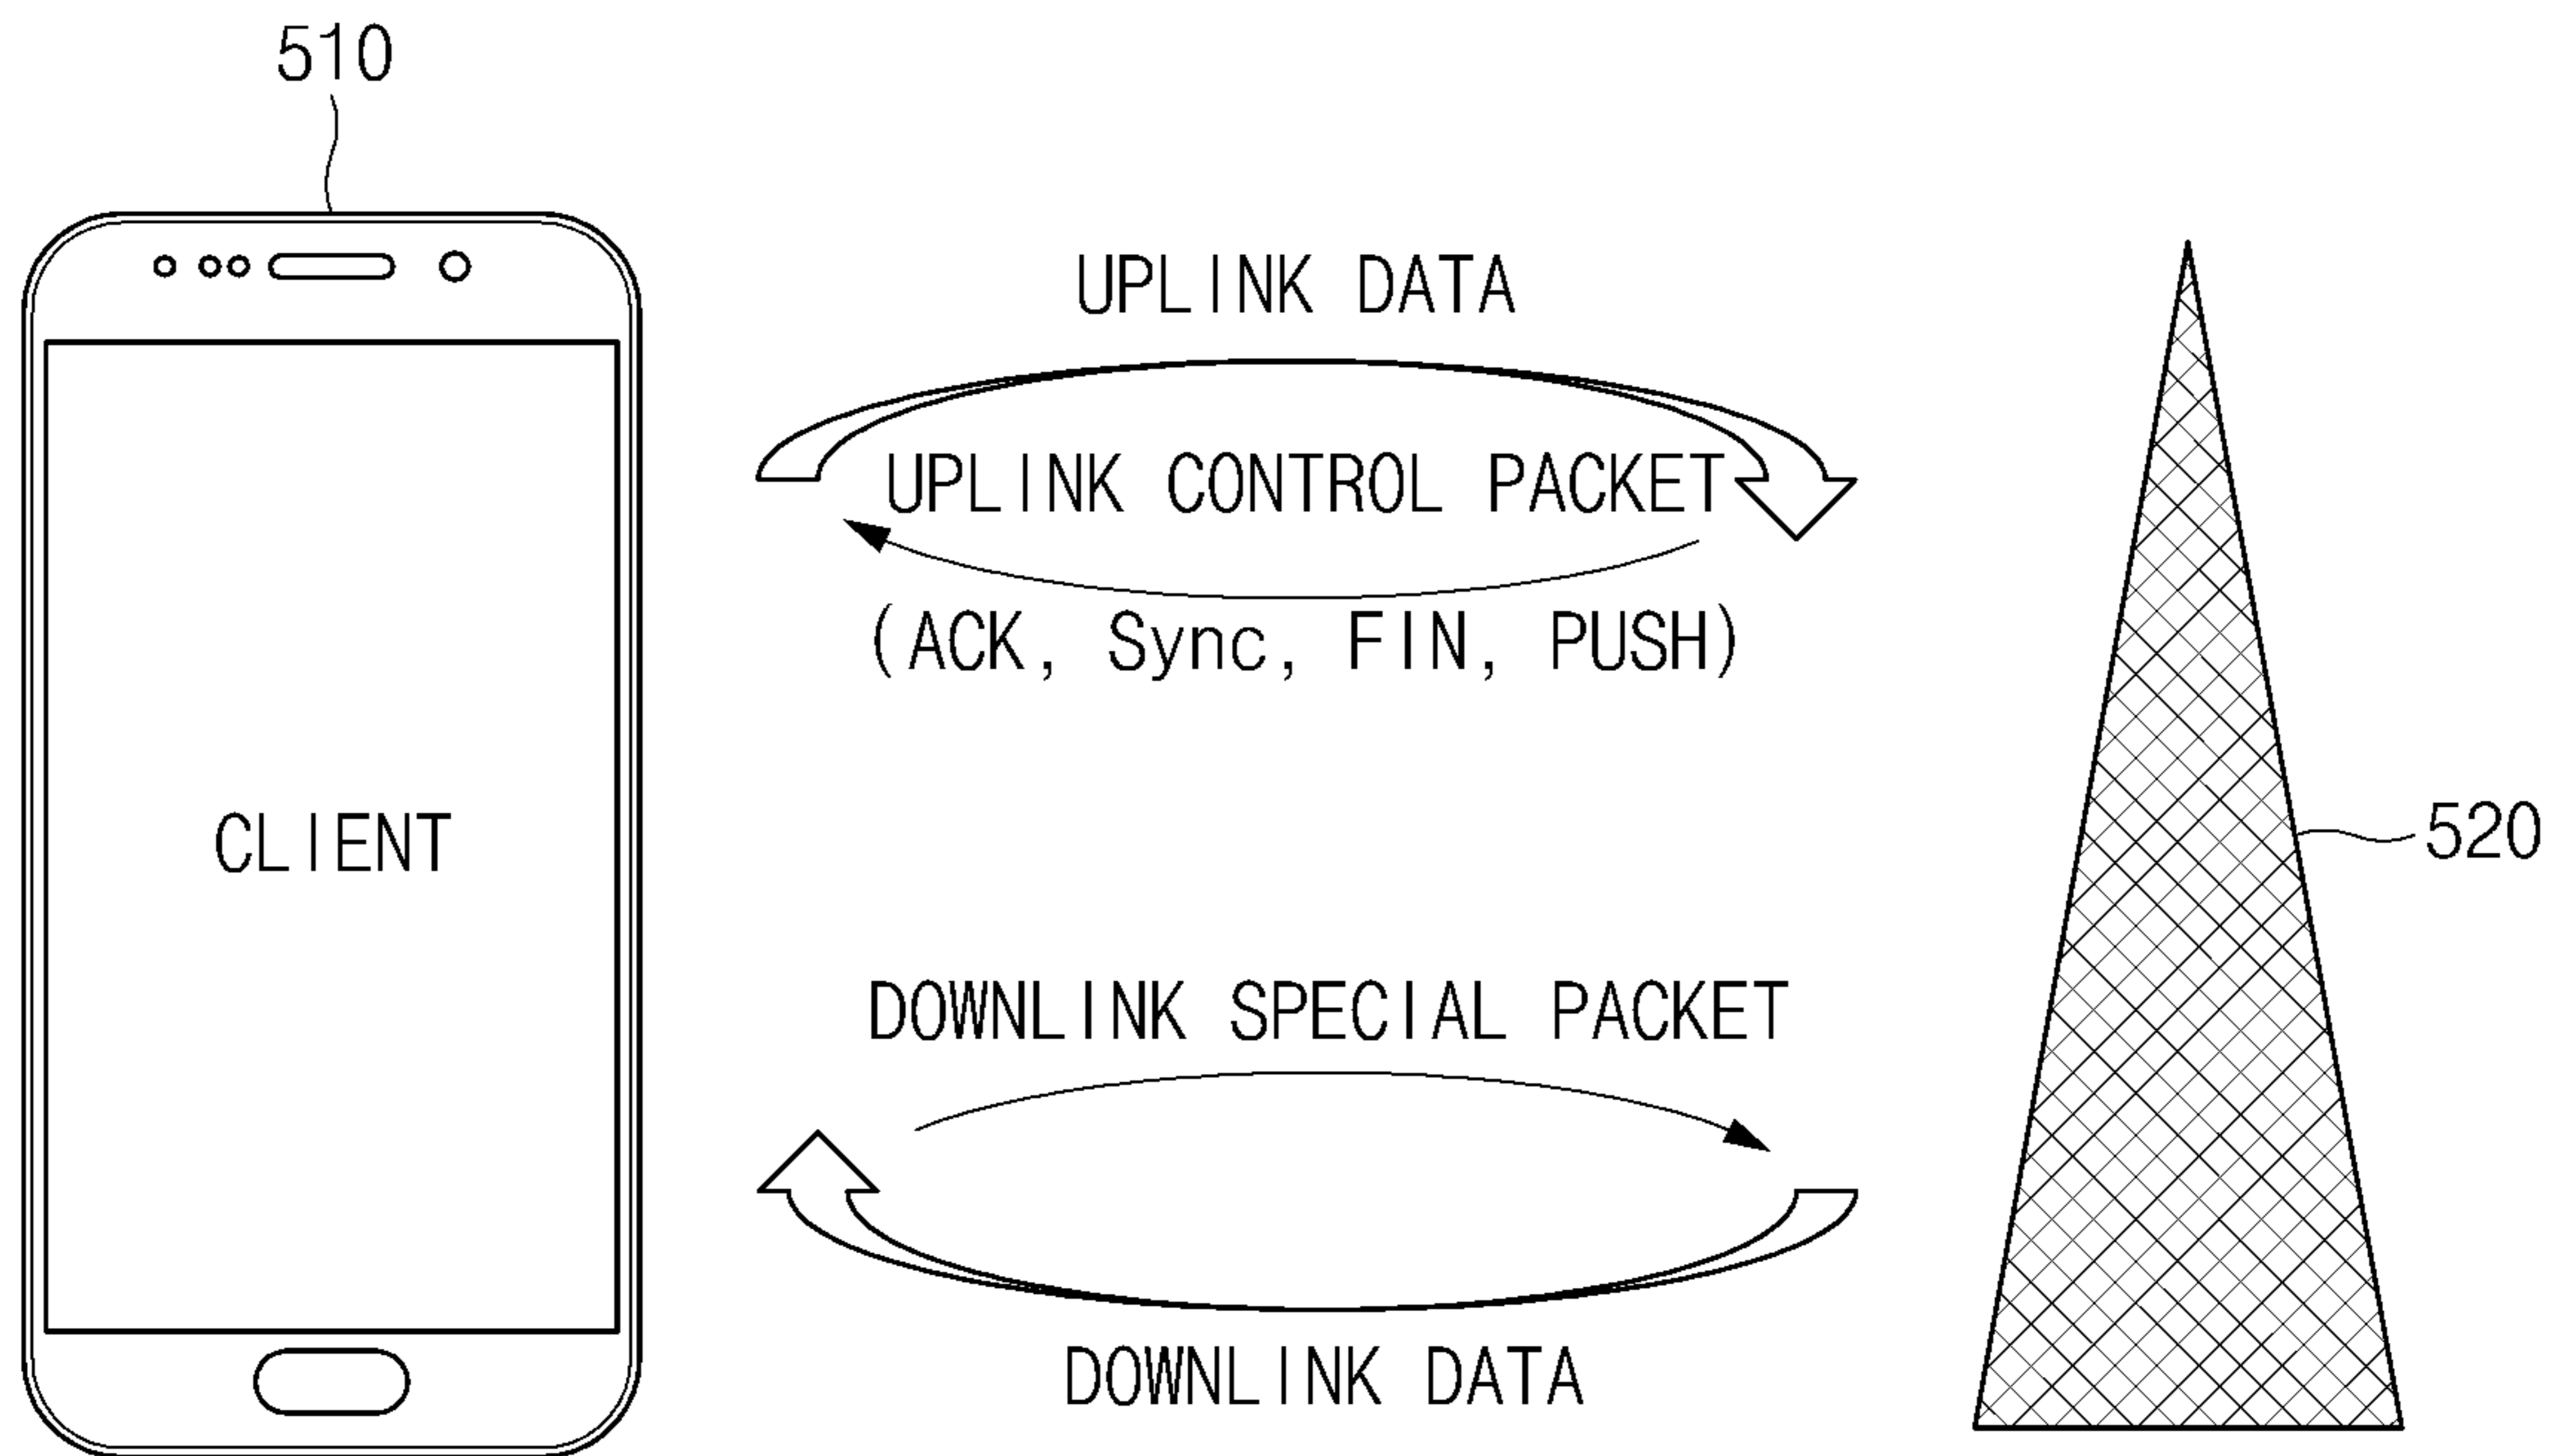 510
UPLINK DATA
UPLINK CONTROL PACKET
(ACK, Sync, FIN, PUSH)
CLIENT
520
DOWNLINK SPECIAL PACKET
DOWNLINK DATA